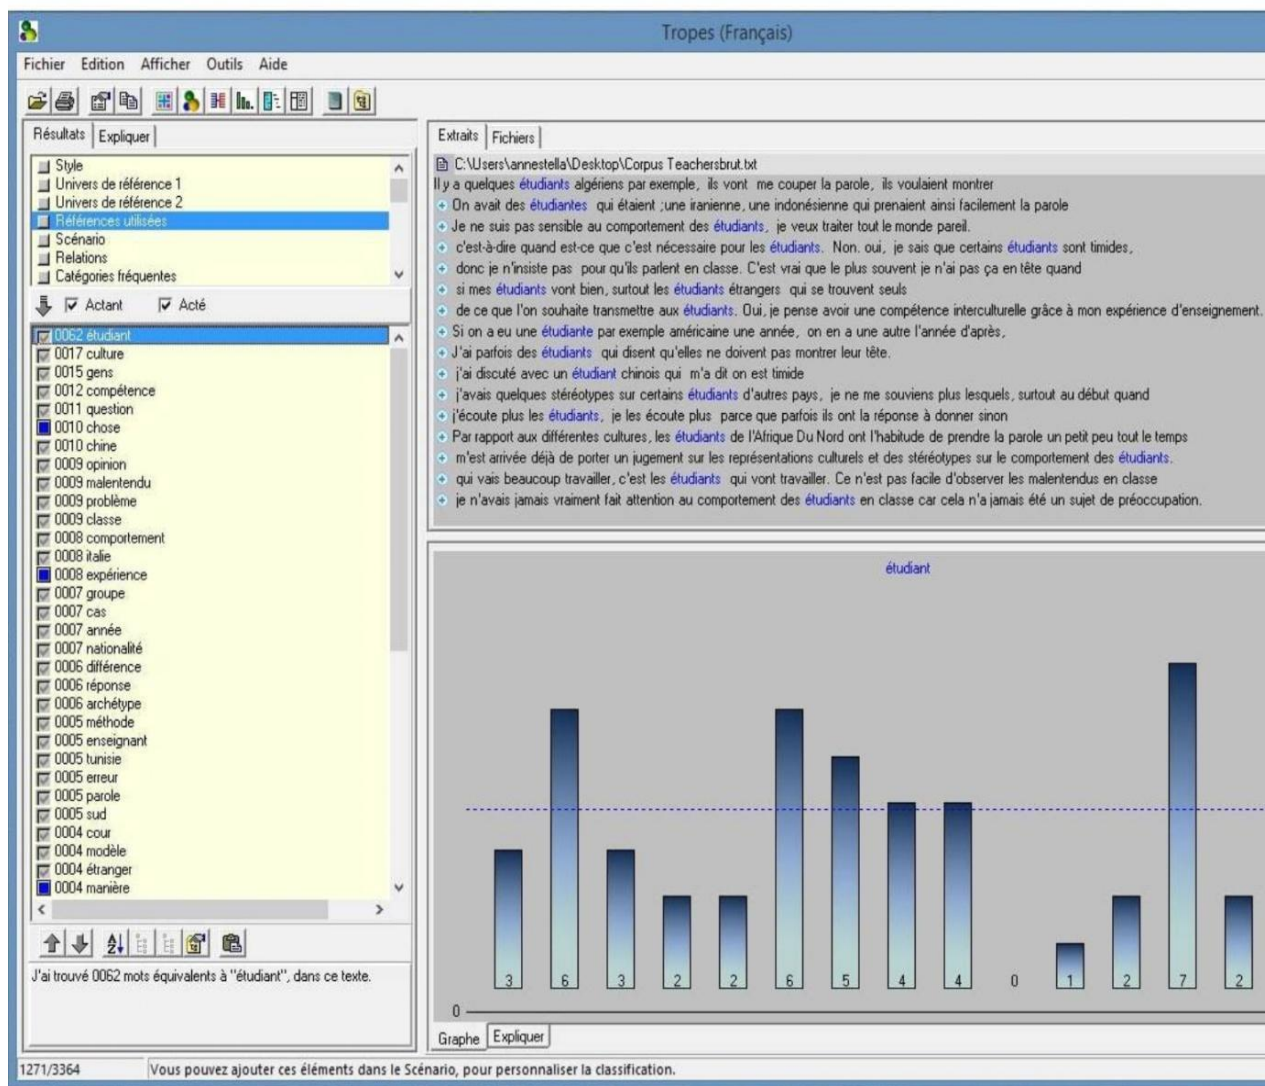 Tropes (Français)
Fichier Edition Afficher Outils Aide
Résultats Expliquer
Style
Univers de référence 1
Univers de référence 2
Références utilisées
Scénario
Relations
Catégories fréquentes
Actant Acté
0062 étudiant
0017 culture
0015 gens
0012 compétence
0011 question
0010 chose
0010 chine
0009 opinion
0009 malentendu
0009 problème
0009 classe
0008 comportement
0008 italie
0008 expérience
0007 groupe
0007 cas
0007 année
0007 nationalité
0006 différence
0006 réponse
0006 archétype
0005 méthode
0005 enseignant
0005 tunisie
0005 erreur
0005 parole
0005 sud
0004 cour
0004 modèle
0004 étranger
0004 manière
J'ai trouvé 0062 mots équivalents à "étudiant", dans ce texte.
Extraits Fichiers
C:\Users\annestella\Desktop\Corpus Teachersbrut.txt
Il y a quelques étudiants algériens par exemple, ils vont me couper la parole, ils voulaient montrer
On avait des étudiantes qui étaient ;une iranienne, une indonésienne qui prenaient ainsi facilement la parole
Je ne suis pas sensible au comportement des étudiants, je veux traiter tout le monde pareil.
c'est-à-dire quand est-ce que c'est nécessaire pour les étudiants. Non. oui, je sais que certains étudiants sont timides,
donc je n'insiste pas pour qu'ils parlent en classe. C'est vrai que le plus souvent je n'ai pas ça en tête quand
si mes étudiants vont bien, surtout les étudiants étrangers qui se trouvent seuls
de ce que l'on souhaite transmettre aux étudiants. Oui, je pense avoir une compétence interculturelle grâce à mon expérience d'enseignement.
Si on a eu une étudiante par exemple américaine une année, on en a une autre l'année d'après,
J'ai parfois des étudiants qui disent qu'elles ne doivent pas montrer leur tête.
j'ai discuté avec un étudiant chinois qui m'a dit on est timide
j'avais quelques stéréotypes sur certains étudiants d'autres pays, je ne me souviens plus lesquels, surtout au début quand
j'écoute plus les étudiants, je les écoute plus parce que parfois ils ont la réponse à donner sinon
Par rapport aux différentes cultures, les étudiants de l'Afrique Du Nord ont l'habitude de prendre la parole un petit peu tout le temps
m'est arrivée déjà de porter un jugement sur les représentations culturels et des stéréotypes sur le comportement des étudiants.
qui vais beaucoup travailler, c'est les étudiants qui vont travailler. Ce n'est pas facile d'observer les malentendus en classe
je n'avais jamais vraiment fait attention au comportement des étudiants en classe car cela n'a jamais été un sujet de préoccupation.
étudiant
3 6 3 2 2 6 5 4 4 0 1 2 7 2
0
Graphe Expliquer
1271/3364 Vous pouvez ajouter ces éléments dans le Scénario, pour personnaliser la classification.